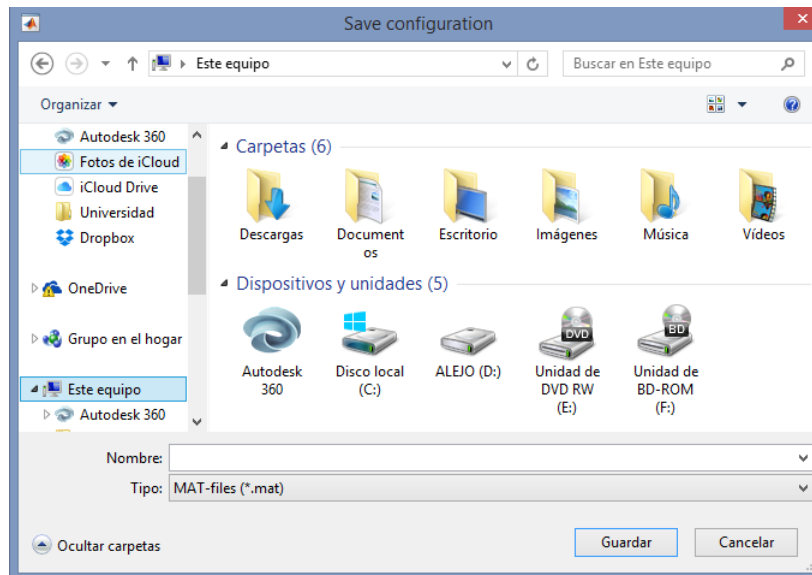 Save configuration
Este equipo
Buscar en Este equipo
Organizar
Autodesk 360
Fotos de iCloud
iCloud Drive
Universidad
Dropbox
OneDrive
Grupo en el hogar
Este equipo
Autodesk 360
Carpetas (6)
Descargas
Document
os
Escritorio
Imágenes
Música
Vídeos
Dispositivos y unidades (5)
Autodesk
360
Disco local
(C:)
ALEJO (D:)
DVD
Unidad de
DVD RW
(E:)
BD
Unidad de
BD-ROM
(F:)
Nombre:
Tipo: MAT-files (*.mat)
Ocultar carpetas
Guardar
Cancelar